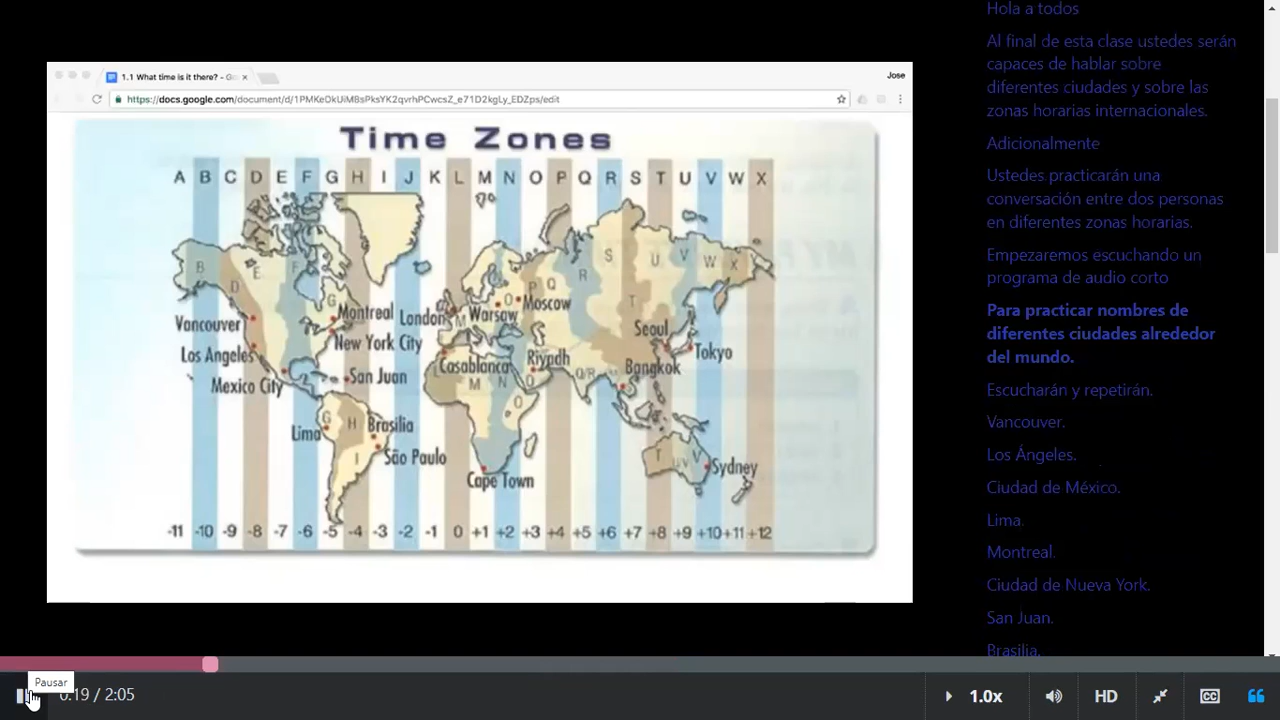 1.1 What time is it there? - Go
Jose
https://docs.google.com/document/d/1PMKeDkUiM8sPksYK2qvrhPCwcsZ_e71D2kgLy_EDZps/edit
Time Zones
A B C D E F G H I J K L M N O P Q R S T U V W X
B D E F G
M N O P Q R S T U V W X
Montreal
London
Warsaw
Moscow
Vancouver
New York City
Seoul
Tokyo
Los Angeles
Casablanca
Riyadh
Bangkok
Mexico City
San Juan
L M N O Q/R
Lima
G H
Brasilia
I
São Paulo
Cape Town
T U/V V
Sydney
-11 -10 -9 -8 -7 -6 -5 -4 -3 -2 -1 0 +1 +2 +3 +4 +5 +6 +7 +8 +9 +10 +11 +12
Hola a todos
Al final de esta clase ustedes serán
capaces de hablar sobre
diferentes ciudades y sobre las
zonas horarias internacionales.
Adicionalmente
Ustedes practicarán una
conversación entre dos personas
en diferentes zonas horarias.
Empezaremos escuchando un
programa de audio corto
Para practicar nombres de
diferentes ciudades alrededor
del mundo.
Escucharán y repetirán.
Vancouver.
Los Ángeles.
Ciudad de México.
Lima.
Montreal.
Ciudad de Nueva York.
San Juan.
Brasilia.
Pausar
0:19 / 2:05
1.0x
HD
CC